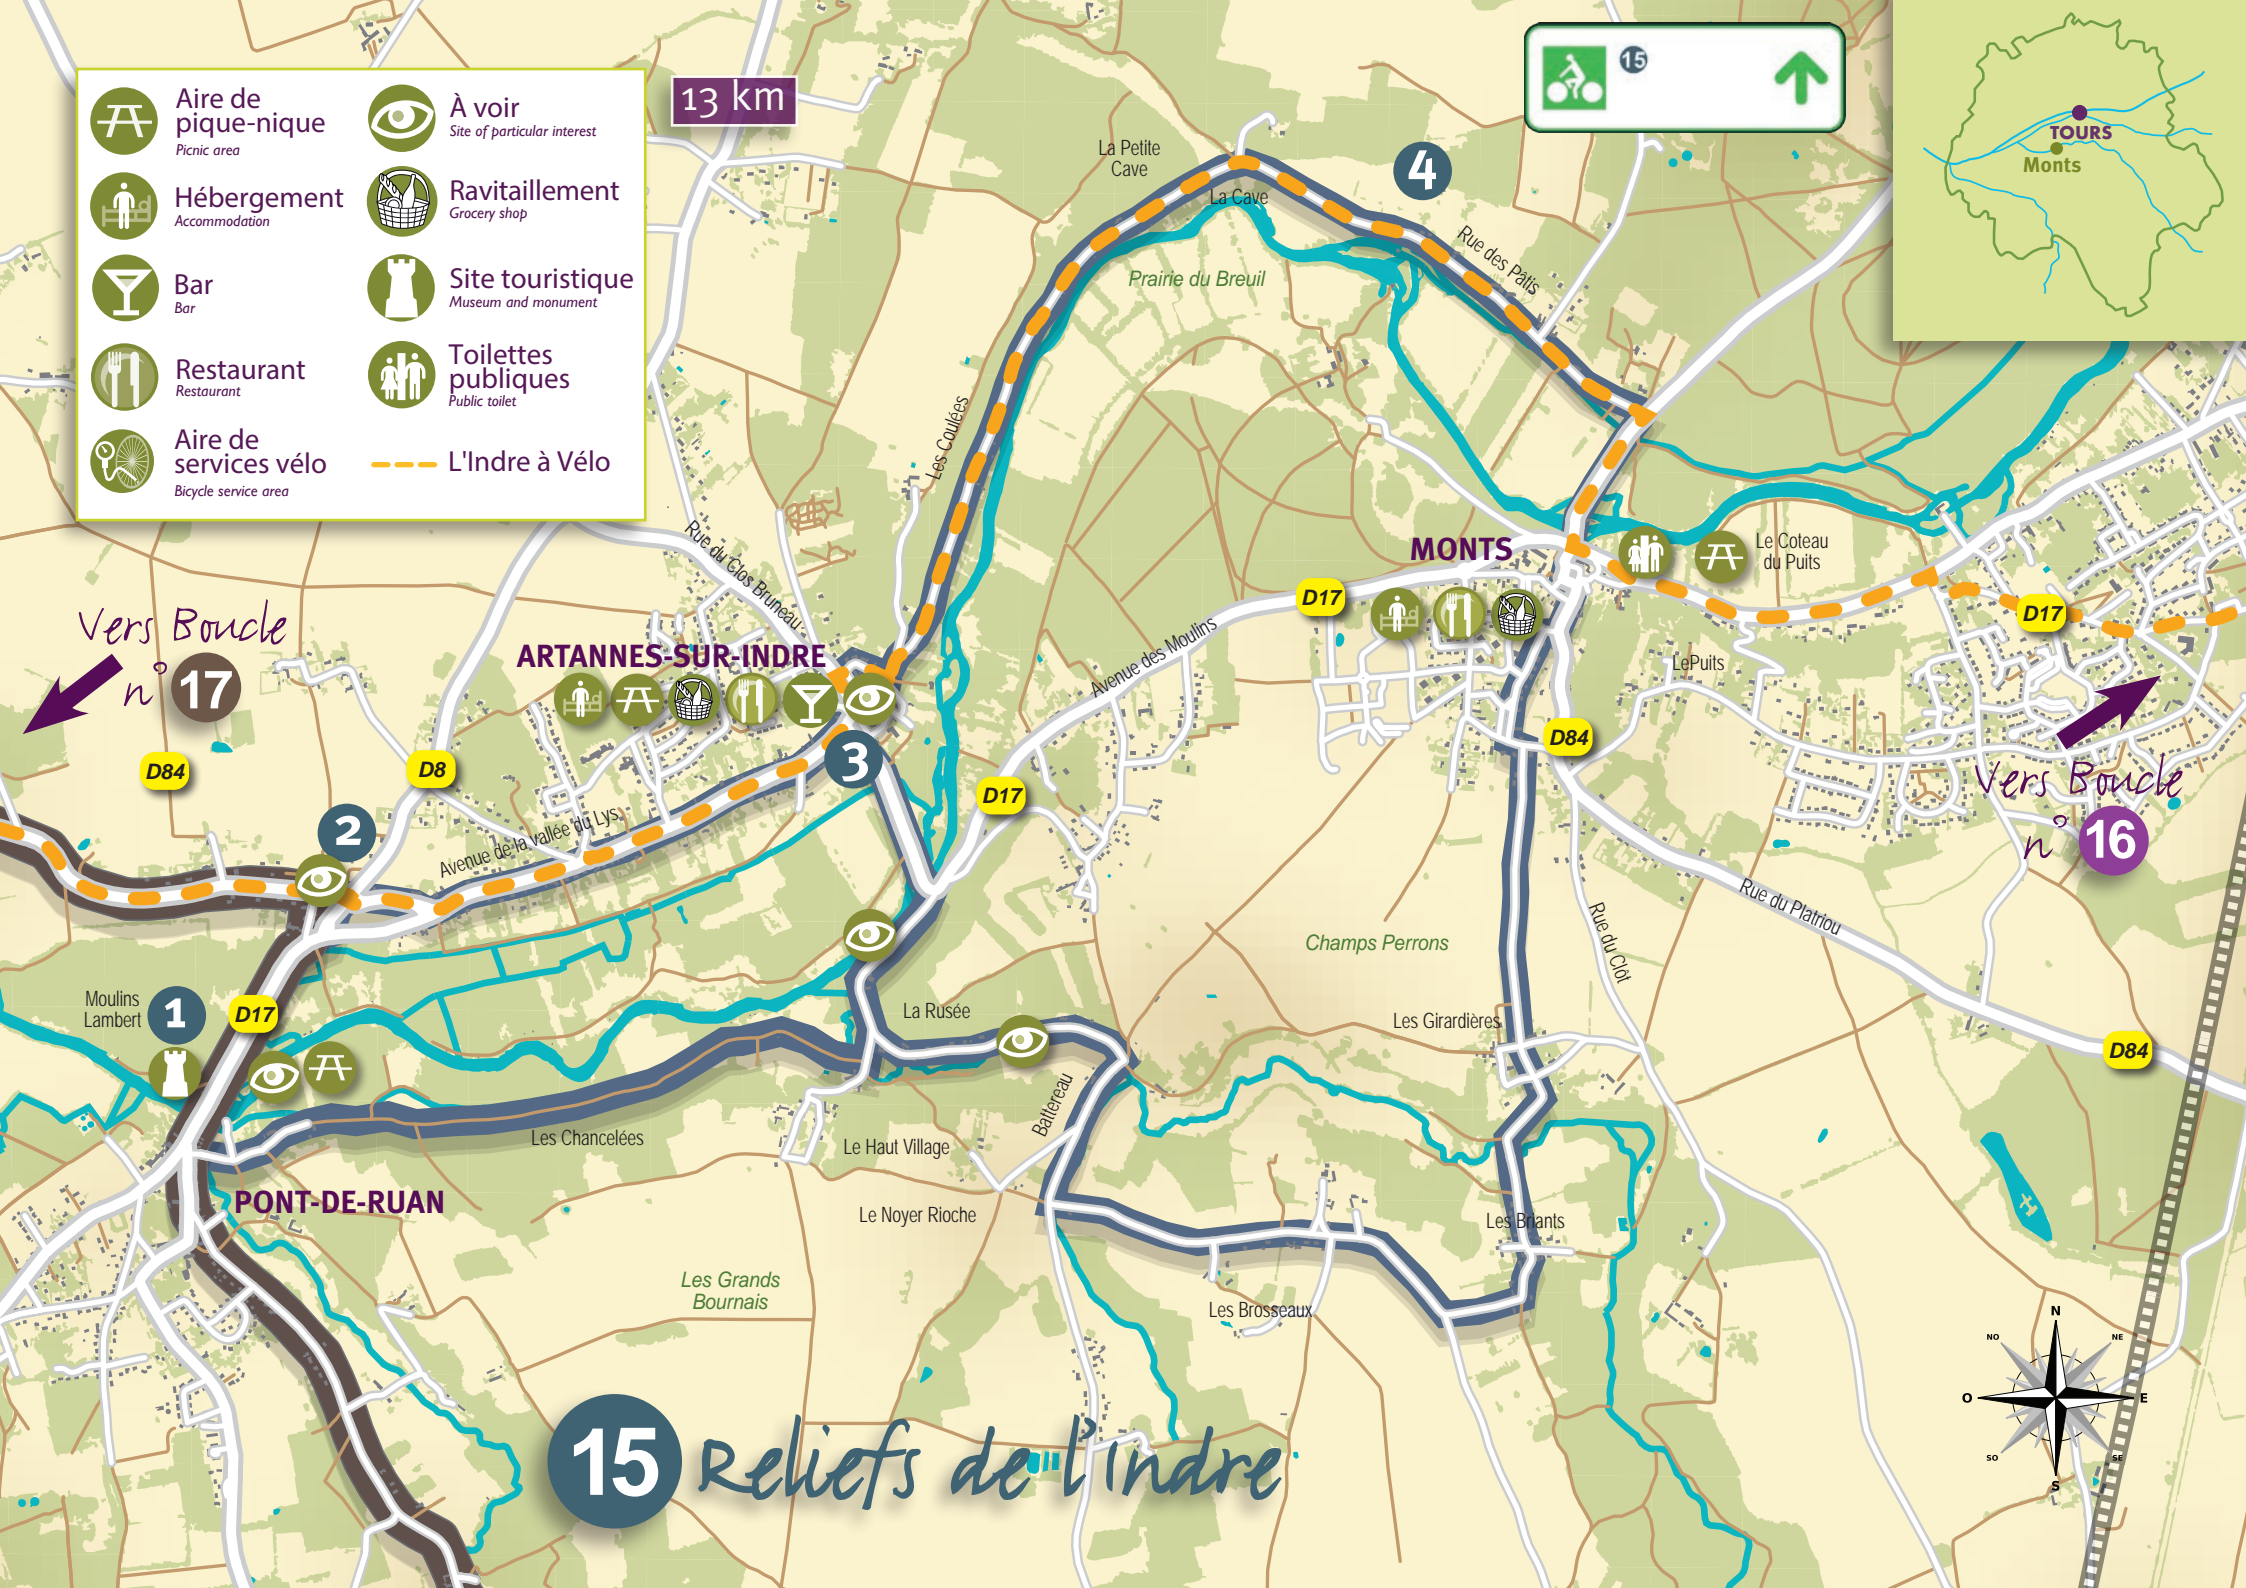 Aire de
pique-nique
Picnic area
À voir
Site of particular interest
Hébergement
Accommodation
Ravitaillement
Grocery shop
Bar
Bar
Site touristique
Museum and monument
Restaurant
Restaurant
Toilettes
publiques
Public toilet
Aire de
services vélo
Bicycle service area
L'Indre à Vélo
13 km
15
TOURS
Monts
La Petite
Cave
La Cave
4
Rue des Pâtis
Prairie du Breuil
Les Coulées
Rue du Clos Bruneau
MONTS
Le Coteau
du Puits
D17
D17
Vers Boucle
n° 17
ARTANNES-SUR-INDRE
Avenue des Moulins
LePuits
D84
D8
3
D17
D84
Vers Boucle
n° 16
2
Avenue de la vallée du Lys
Rue du Platriou
Rue du Clôt
Champs Perrons
Moulins
Lambert
1
D17
La Rusée
Les Girardières
D84
Battereau
Les Chancelées
Le Haut Village
PONT-DE-RUAN
Le Noyer Rioche
Les Briants
Les Grands
Bournais
Les Brosseaux
N
NO
NE
O
E
SO
SE
S
15 Reliefs de l'Indre